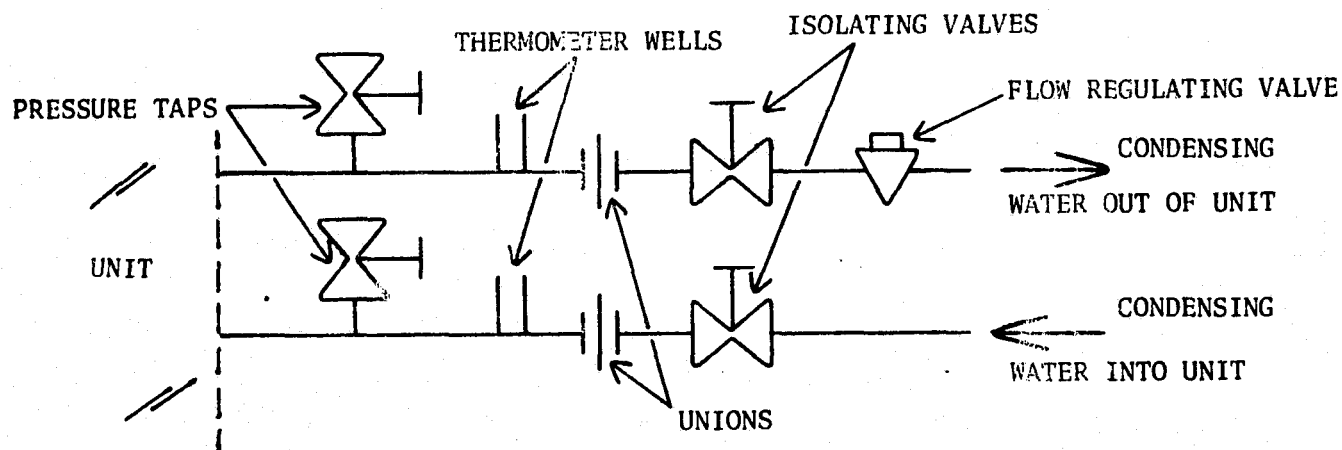 THERMOMETER WELLS
ISOLATING VALVES
PRESSURE TAPS
FLOW REGULATING VALVE
CONDENSING
WATER OUT OF UNIT
UNIT
CONDENSING
WATER INTO UNIT
UNIONS